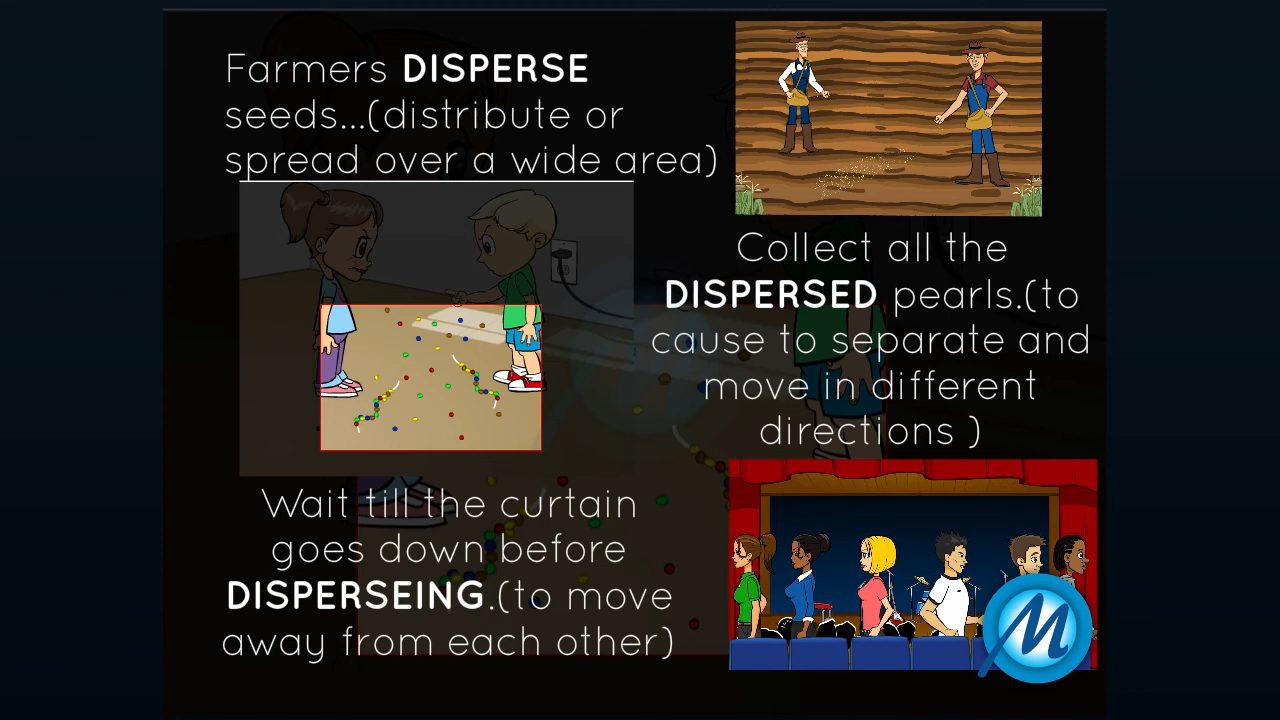 Farmers DISPERSE
seeds...(distribute or
spread over a wide area)
Collect all the
DISPERSED pearls.(to
cause to separate and
move in different
directions )
Wait till the curtain
goes down before
DISPERSEING.(to move
away from each other)
M